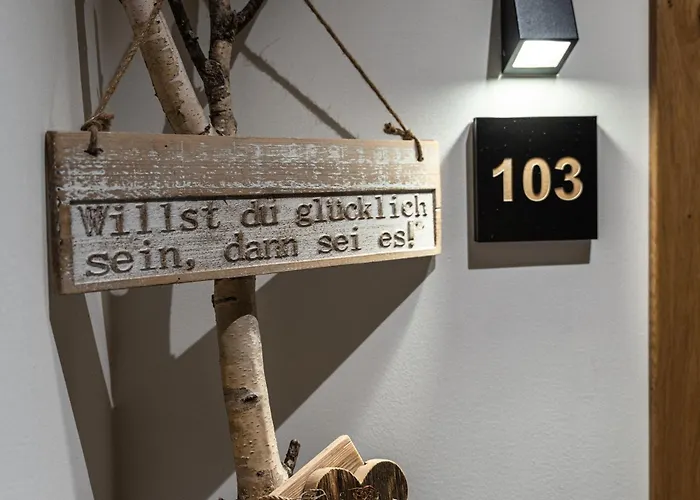 Willst du glücklich
sein, dann sei es!
103